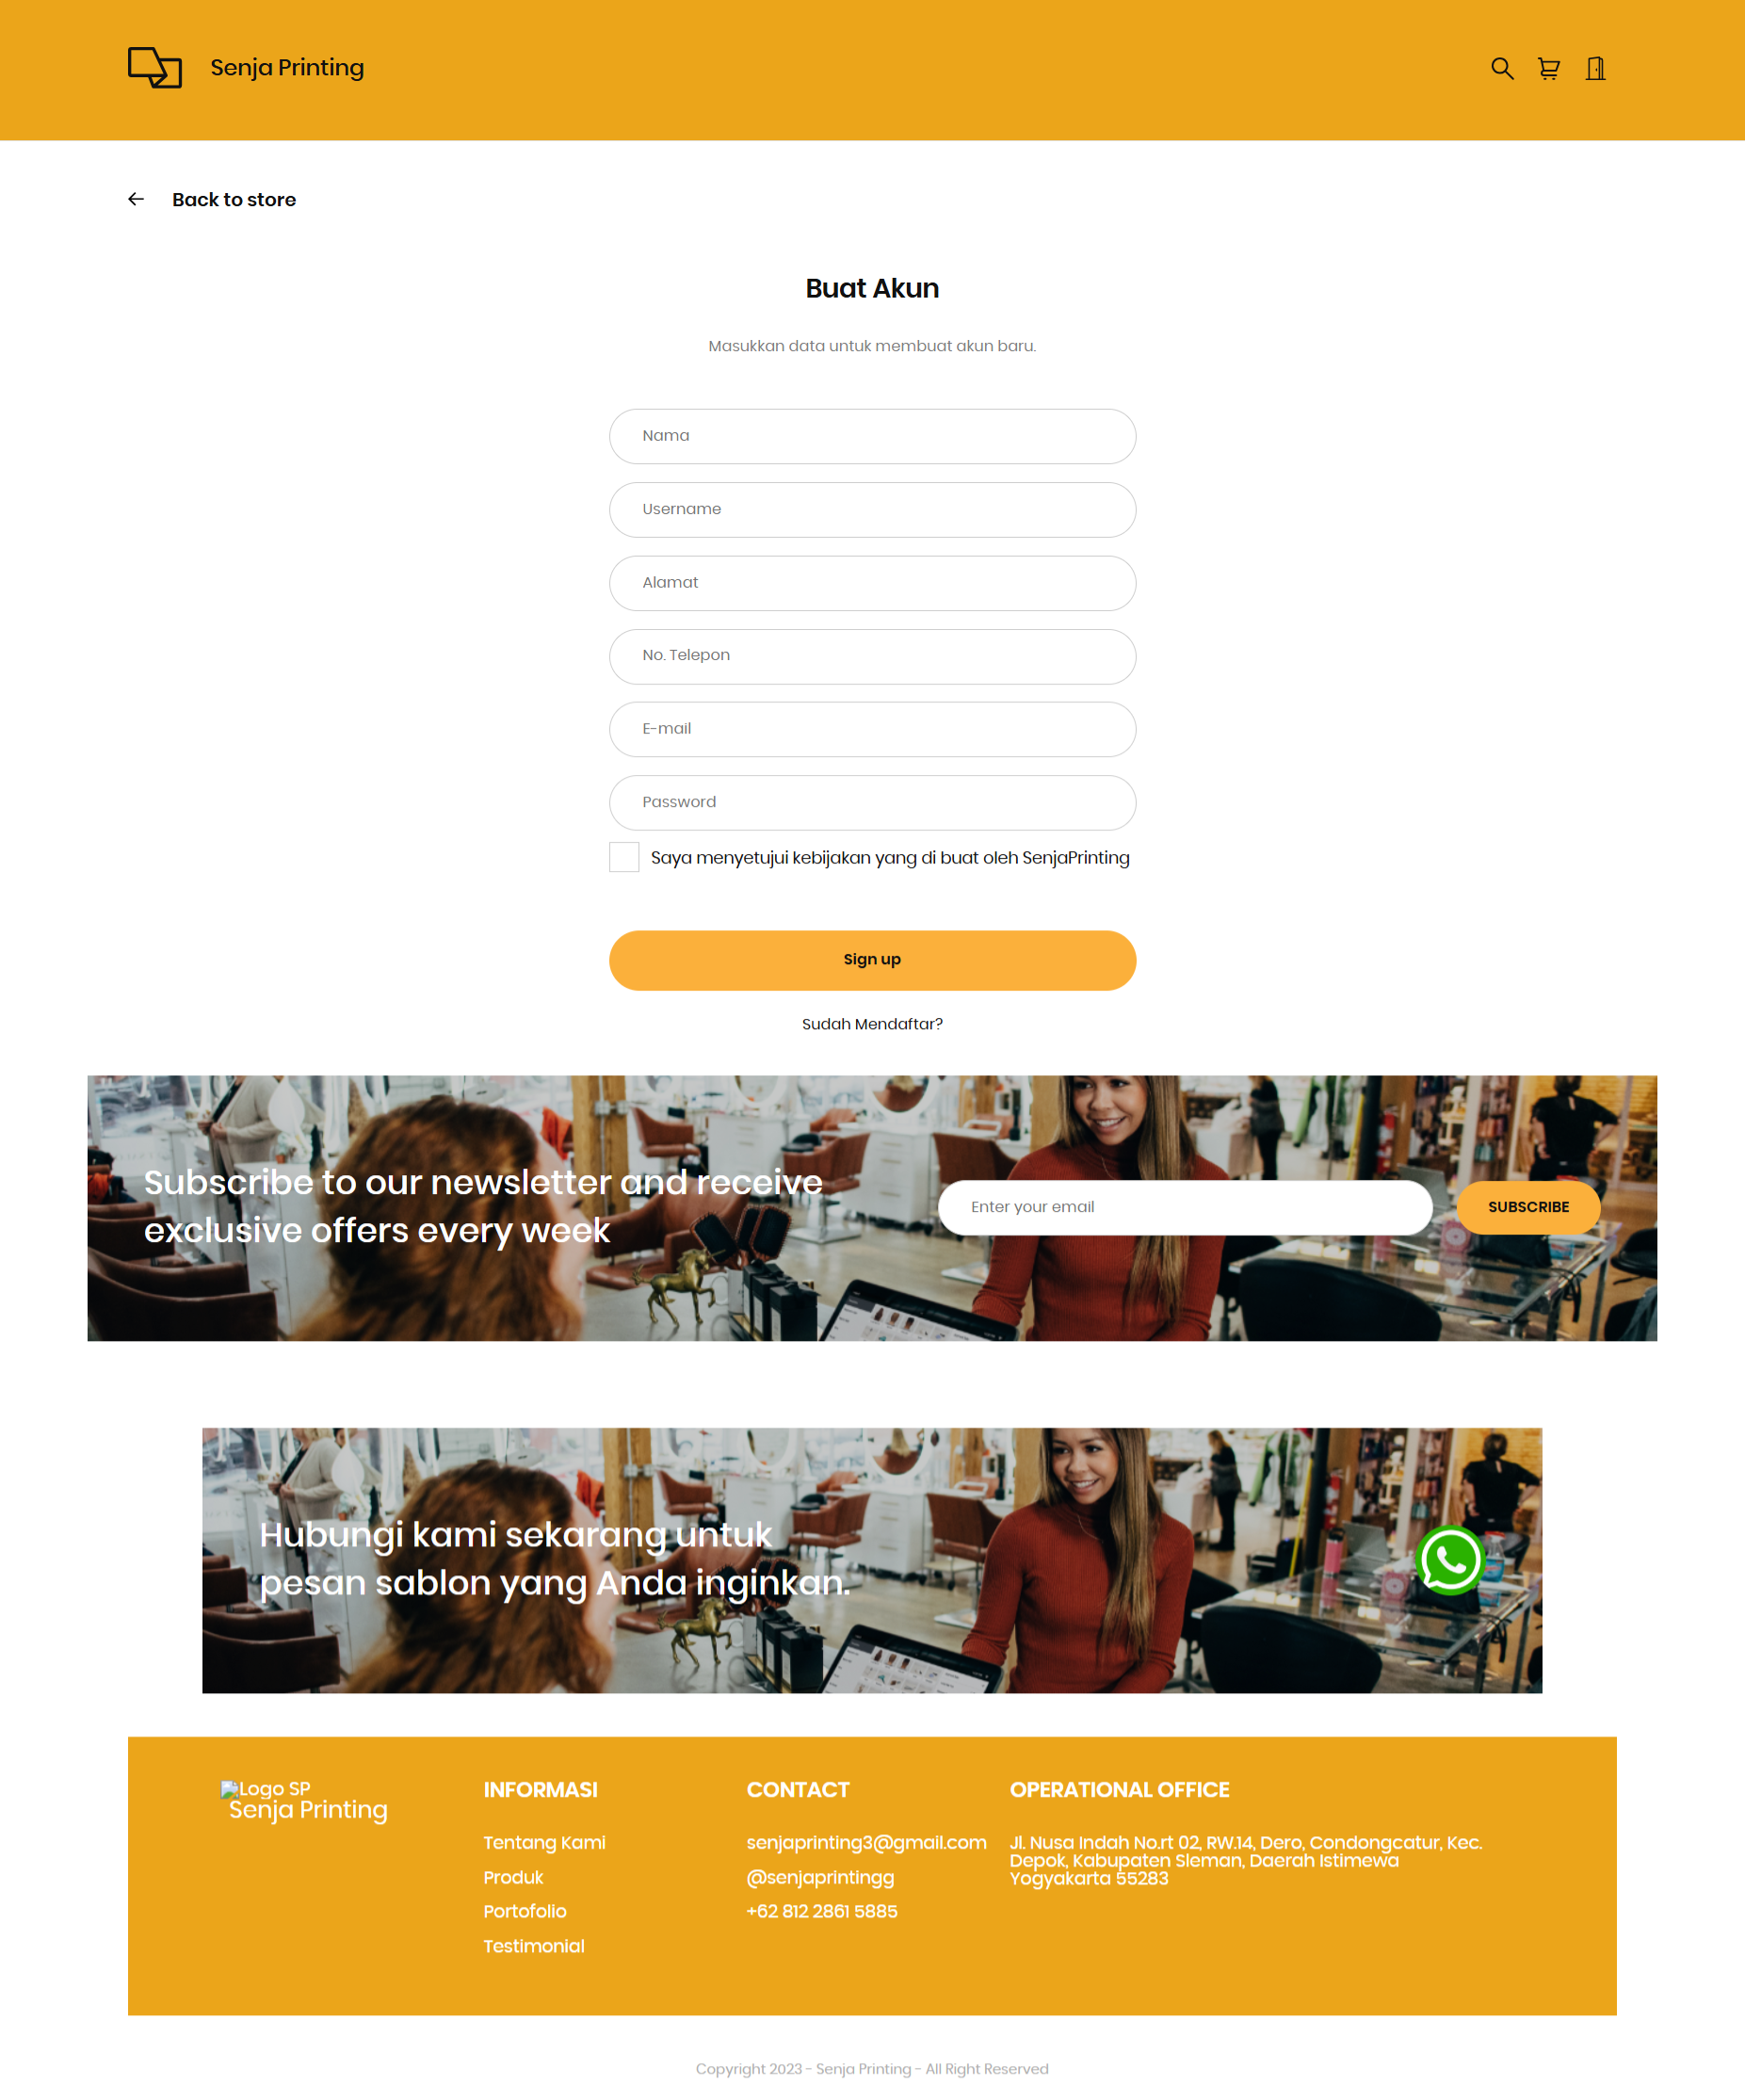 Senja Printing
Back to store
Buat Akun
Masukkan data untuk membuat akun baru.
Nama
Username
Alamat
No. Telepon
E-mail
Password
Saya menyetujui kebijakan yang di buat oleh SenjaPrinting
Sign up
Sudah Mendaftar?
Subscribe to our newsletter and receive
exclusive offers every week
Enter your email
SUBSCRIBE
Hubungi kami sekarang untuk
pesan sablon yang Anda inginkan.
Logo SP
Senja Printing
INFORMASI
Tentang Kami
Produk
Portofolio
Testimonial
CONTACT
senjaprinting3@gmail.com
@senjaprintingg
+62 812 2861 5885
OPERATIONAL OFFICE
Jl. Nusa Indah No.rt 02, RW.14, Dero, Condongcatur, Kec.
Depok, Kabupaten Sleman, Daerah Istimewa
Yogyakarta 55283
Copyright 2023 - Senja Printing - All Right Reserved